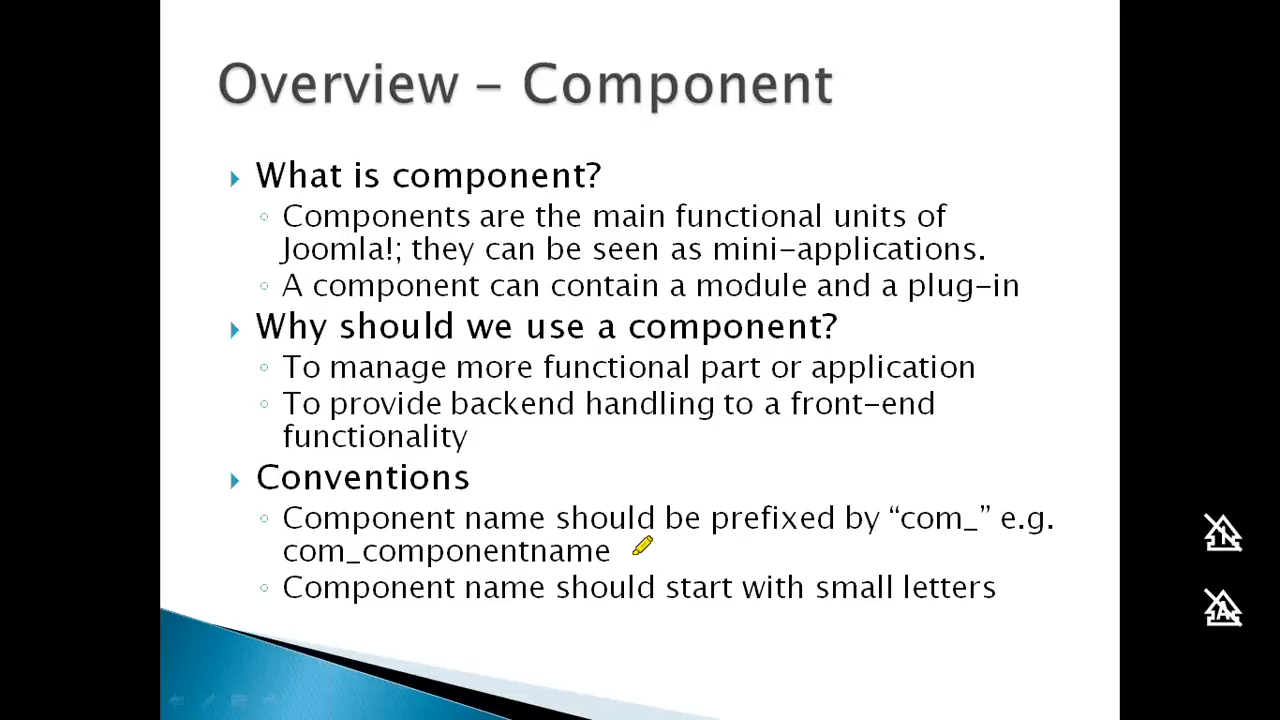 Overview – Component
What is component?
Components are the main functional units of
Joomla!; they can be seen as mini-applications.
A component can contain a module and a plug-in
Why should we use a component?
To manage more functional part or application
To provide backend handling to a front-end
functionality
Conventions
Component name should be prefixed by “com_” e.g.
com_componentname
Component name should start with small letters
1
A